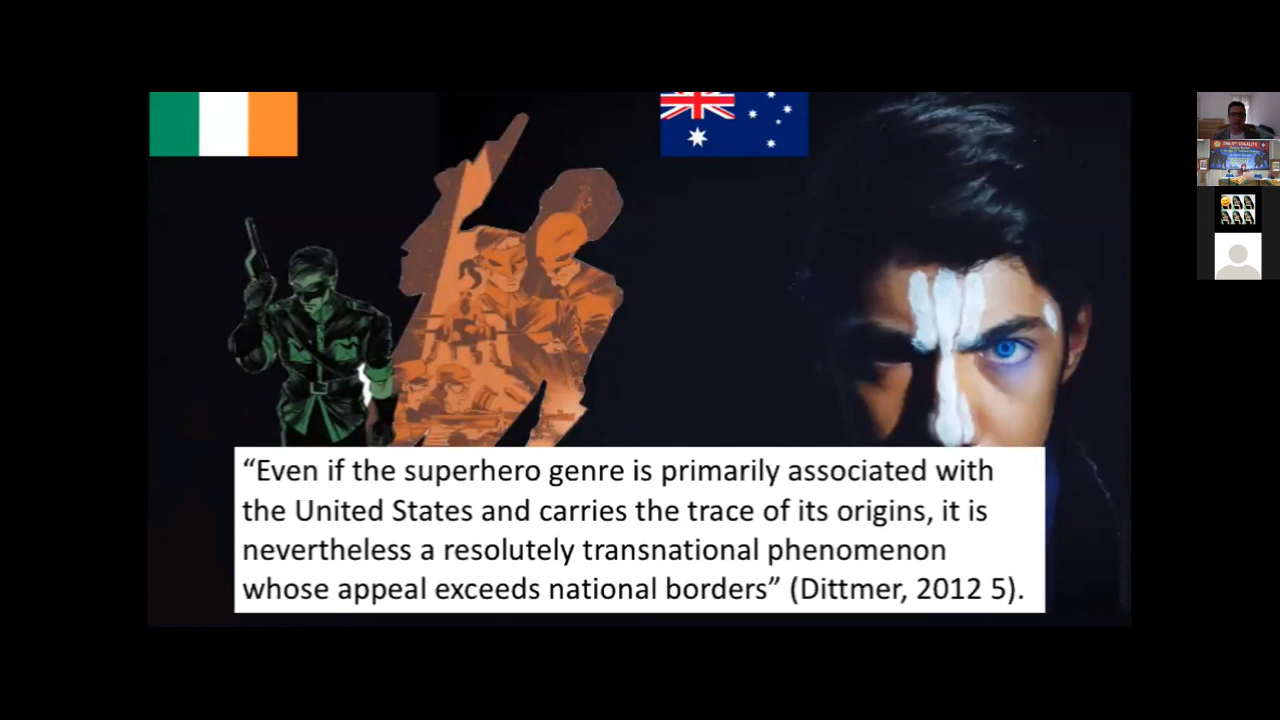 “Even if the superhero genre is primarily associated with
the United States and carries the trace of its origins, it is
nevertheless a resolutely transnational phenomenon
whose appeal exceeds national borders” (Dittmer, 2012 5).